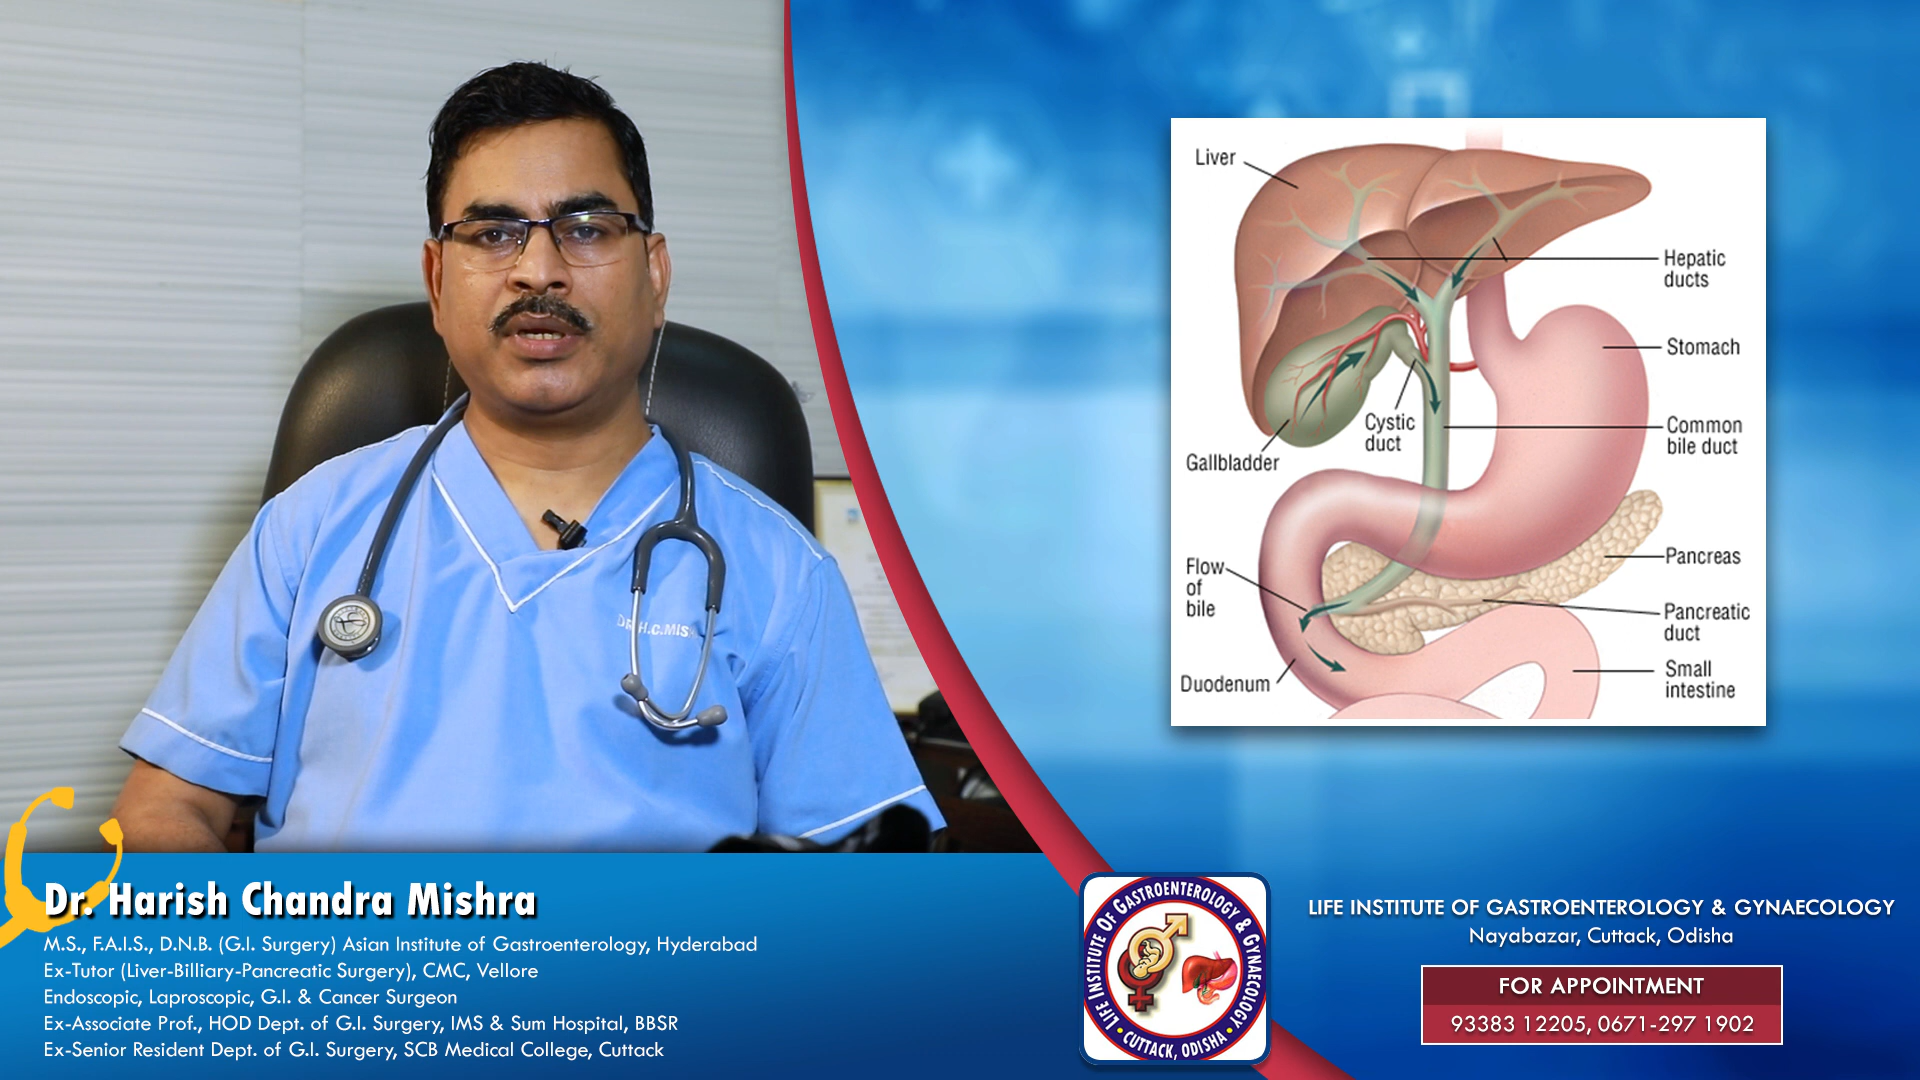 DR. H.C.MIS
Liver
Hepatic
ducts
Stomach
Cystic
duct
Common
bile duct
Gallbladder
Pancreas
Flow
of
bile
Pancreatic
duct
Duodenum
Small
intestine
Dr. Harish Chandra Mishra
M.S., F.A.I.S., D.N.B. (G.I. Surgery) Asian Institute of Gastroenterology, Hyderabad
Ex-Tutor (Liver-Billiary-Pancreatic Surgery), CMC, Vellore
Endoscopic, Laproscopic, G.I. & Cancer Surgeon
Ex-Associate Prof., HOD Dept. of G.I. Surgery, IMS & Sum Hospital, BBSR
Ex-Senior Resident Dept. of G.I. Surgery, SCB Medical College, Cuttack
LIFE INSTITUTE OF GASTROENTEROLOGY & GYNAECOLOGY
• CUTTACK, ODISHA •
LIFE INSTITUTE OF GASTROENTEROLOGY & GYNAECOLOGY
Nayabazar, Cuttack, Odisha
FOR APPOINTMENT
93383 12205, 0671-297 1902